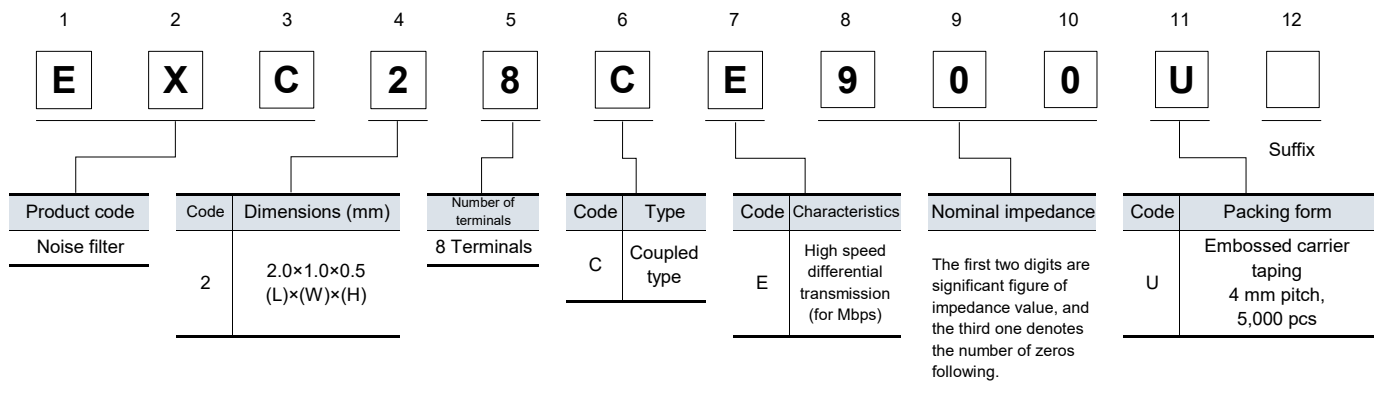 1 2 3 4 5 6 7 8 9 10 11 12
E X C 2 8 C E 9 0 0 U
Suffix
Product code
Noise filter
Code Dimensions (mm)
2 2.0×1.0×0.5
(L)×(W)×(H)
Number of
terminals
8 Terminals
Code Type
C Coupled
type
Code Characteristics
E High speed
differential
transmission
(for Mbps)
Nominal impedance
The first two digits are
significant figure of
impedance value, and
the third one denotes
the number of zeros
following.
Code Packing form
U Embossed carrier
taping
4 mm pitch,
5,000 pcs